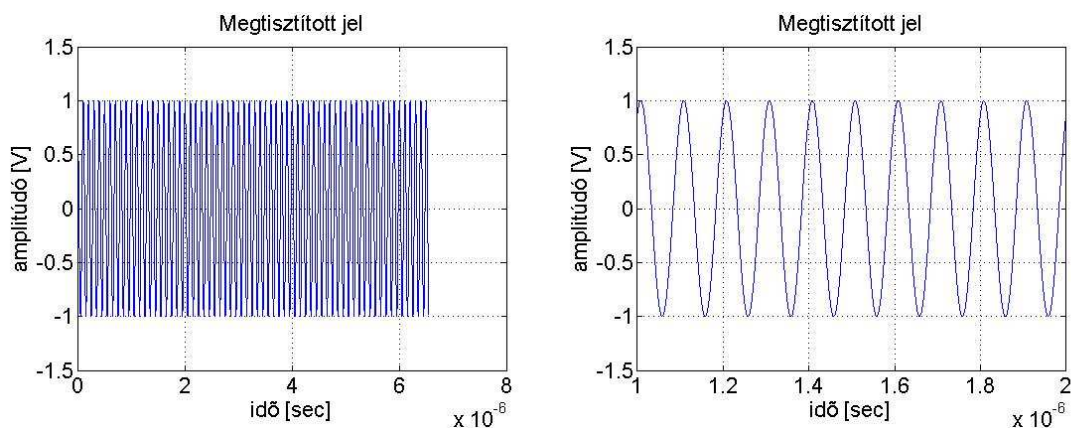 Megtisztított jel
1.5
1
0.5
0
-0.5
-1
-1.5
amplitúdó [V]
0 2 4 6 8
idõ [sec]
x 10-6
Megtisztított jel
1.5
1
0.5
0
-0.5
-1
-1.5
amplitúdó [V]
1 1.2 1.4 1.6 1.8 2
idõ [sec]
x 10-6